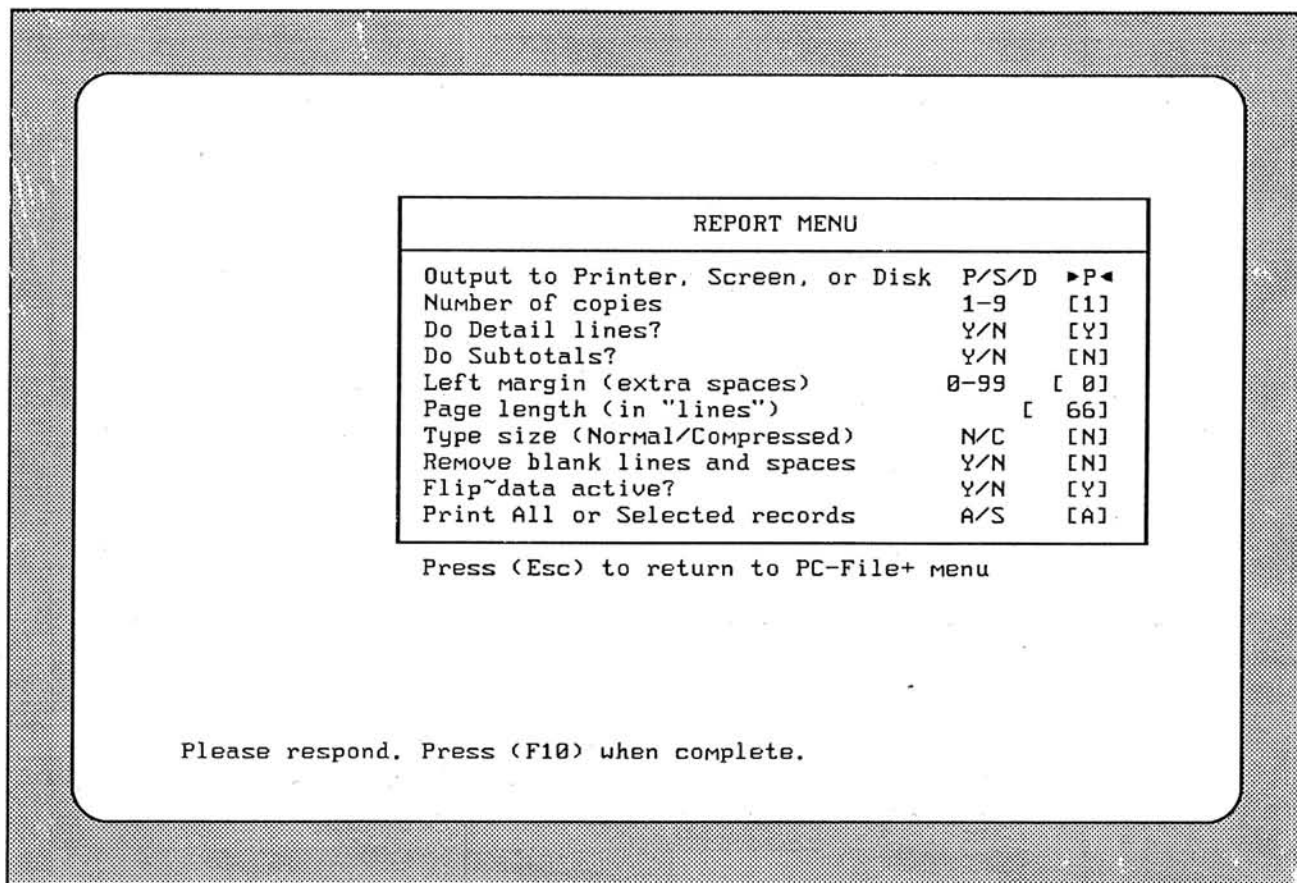 REPORT MENU
Output to Printer, Screen, or Disk P/S/D ►P◄
Number of copies 1-9 [1]
Do Detail lines? Y/N [Y]
Do Subtotals? Y/N [N]
Left margin (extra spaces) 0-99 [ 0]
Page length (in "lines") [ 66]
Type size (Normal/Compressed) N/C [N]
Remove blank lines and spaces Y/N [N]
Flip~data active? Y/N [Y]
Print All or Selected records A/S [A]
Press (Esc) to return to PC-File+ menu
Please respond. Press (F10) when complete.